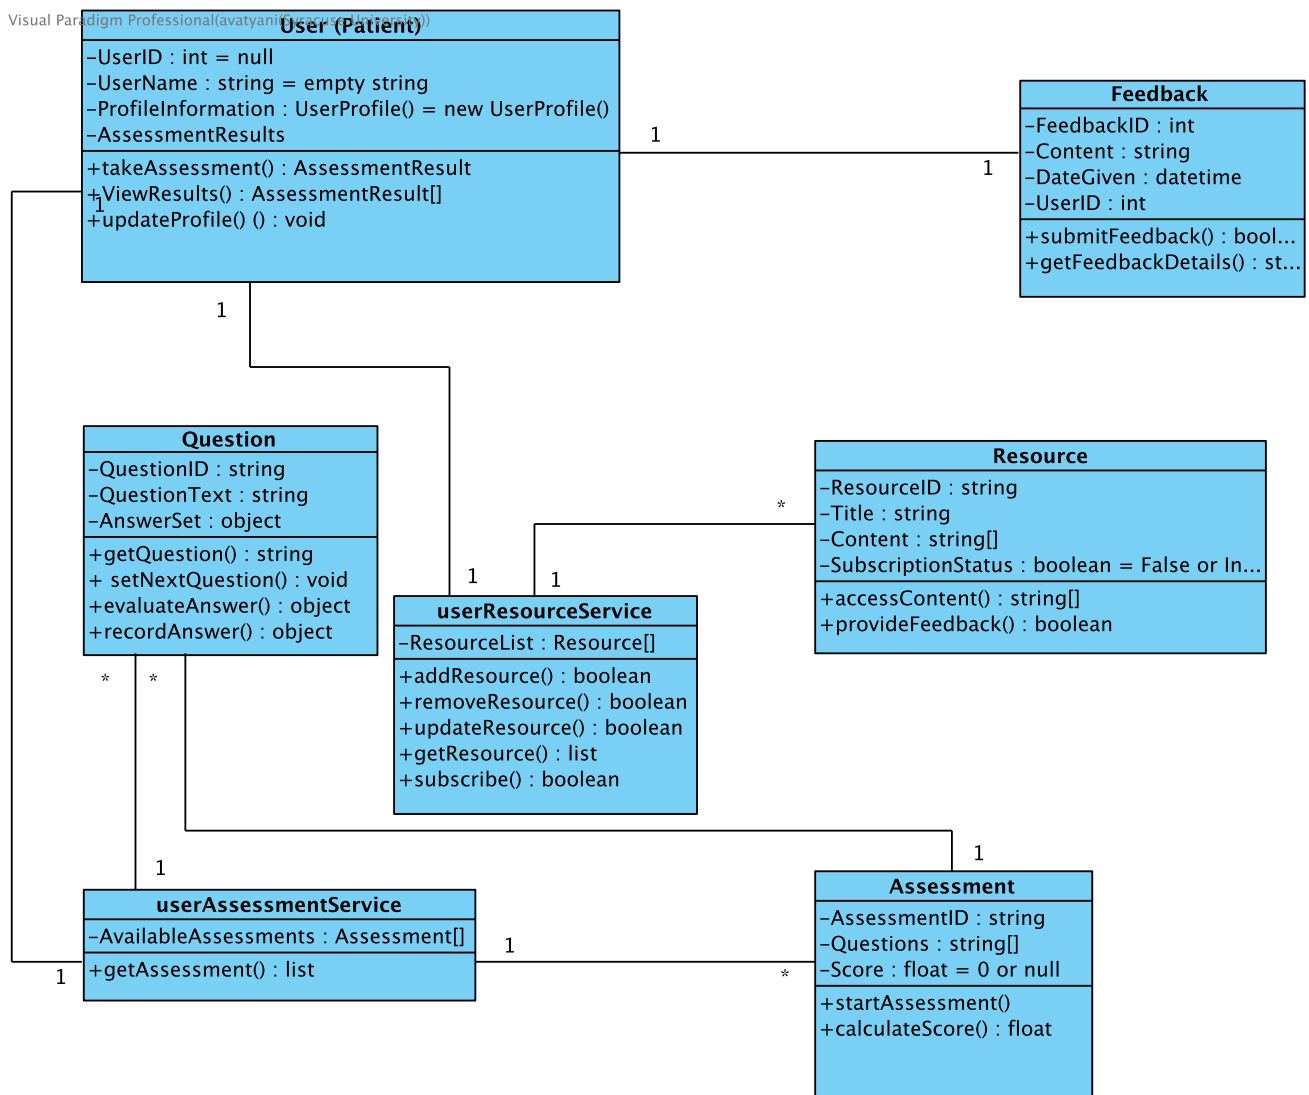 Visual Paradigm Professional(avatyani(Syracuse University))
User (Patient)
-UserID : int = null
-UserName : string = empty string
-ProfileInformation : UserProfile() = new UserProfile()
-AssessmentResults
+takeAssessment() : AssessmentResult
+ViewResults() : AssessmentResult[]
+updateProfile() () : void
1
1
1
1
Feedback
-FeedbackID : int
-Content : string
-DateGiven : datetime
-UserID : int
+submitFeedback() : bool...
+getFeedbackDetails() : st...
Question
-QuestionID : string
-QuestionText : string
-AnswerSet : object
+getQuestion() : string
+ setNextQuestion() : void
+evaluateAnswer() : object
+recordAnswer() : object
*
*
Resource
-ResourceID : string
-Title : string
-Content : string[]
-SubscriptionStatus : boolean = False or In...
+accessContent() : string[]
+provideFeedback() : boolean
*
1
1
userResourceService
-ResourceList : Resource[]
+addResource() : boolean
+removeResource() : boolean
+updateResource() : boolean
+getResource() : list
+subscribe() : boolean
1
1
userAssessmentService
-AvailableAssessments : Assessment[]
+getAssessment() : list
1
1
*
Assessment
-AssessmentID : string
-Questions : string[]
-Score : float = 0 or null
+startAssessment()
+calculateScore() : float